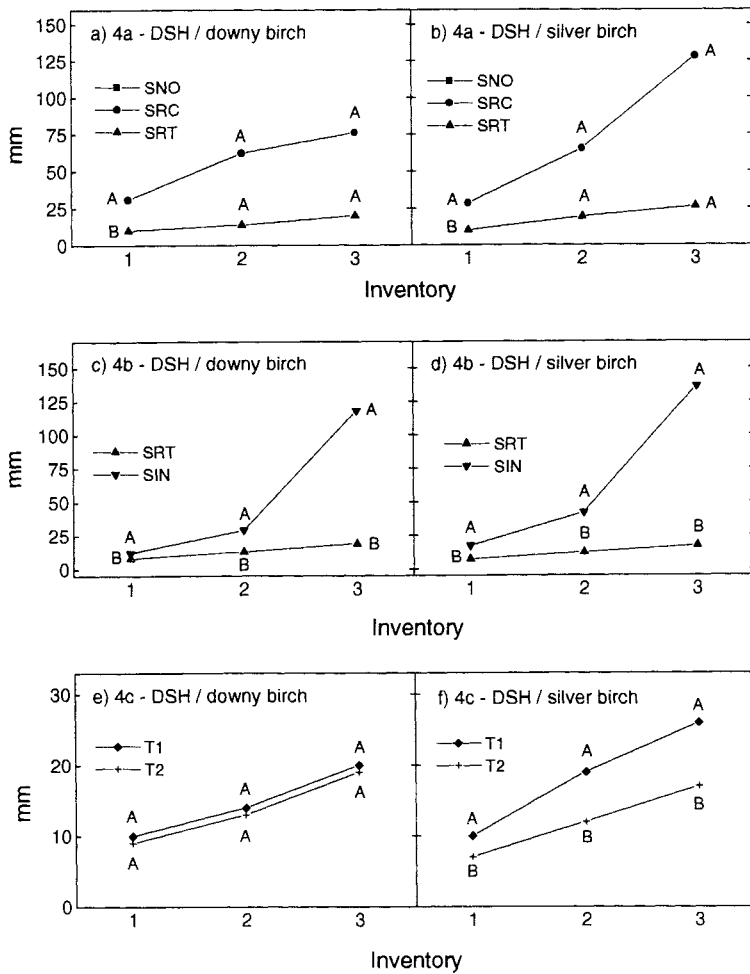 a) 4a - DSH / downy birch
b) 4a - DSH / silver birch
150
125
100
75
50
25
0
mm
SNO
SRC
SRT
A
A
A
B
A
A
SNO
SRC
SRT
A
A
A
B
A
A
1 2 3 1 2 3
Inventory Inventory
c) 4b - DSH / downy birch
d) 4b - DSH / silver birch
150
125
100
75
50
25
0
mm
SRT
SIN
A
A
A
B
B
B
SRT
SIN
A
A
A
B
B
B
1 2 3 1 2 3
Inventory Inventory
e) 4c - DSH / downy birch
f) 4c - DSH / silver birch
30
20
10
0
mm
T1
T2
A
A
A
A
A
A
T1
T2
A
A
A
B
B
B
1 2 3 1 2 3
Inventory Inventory